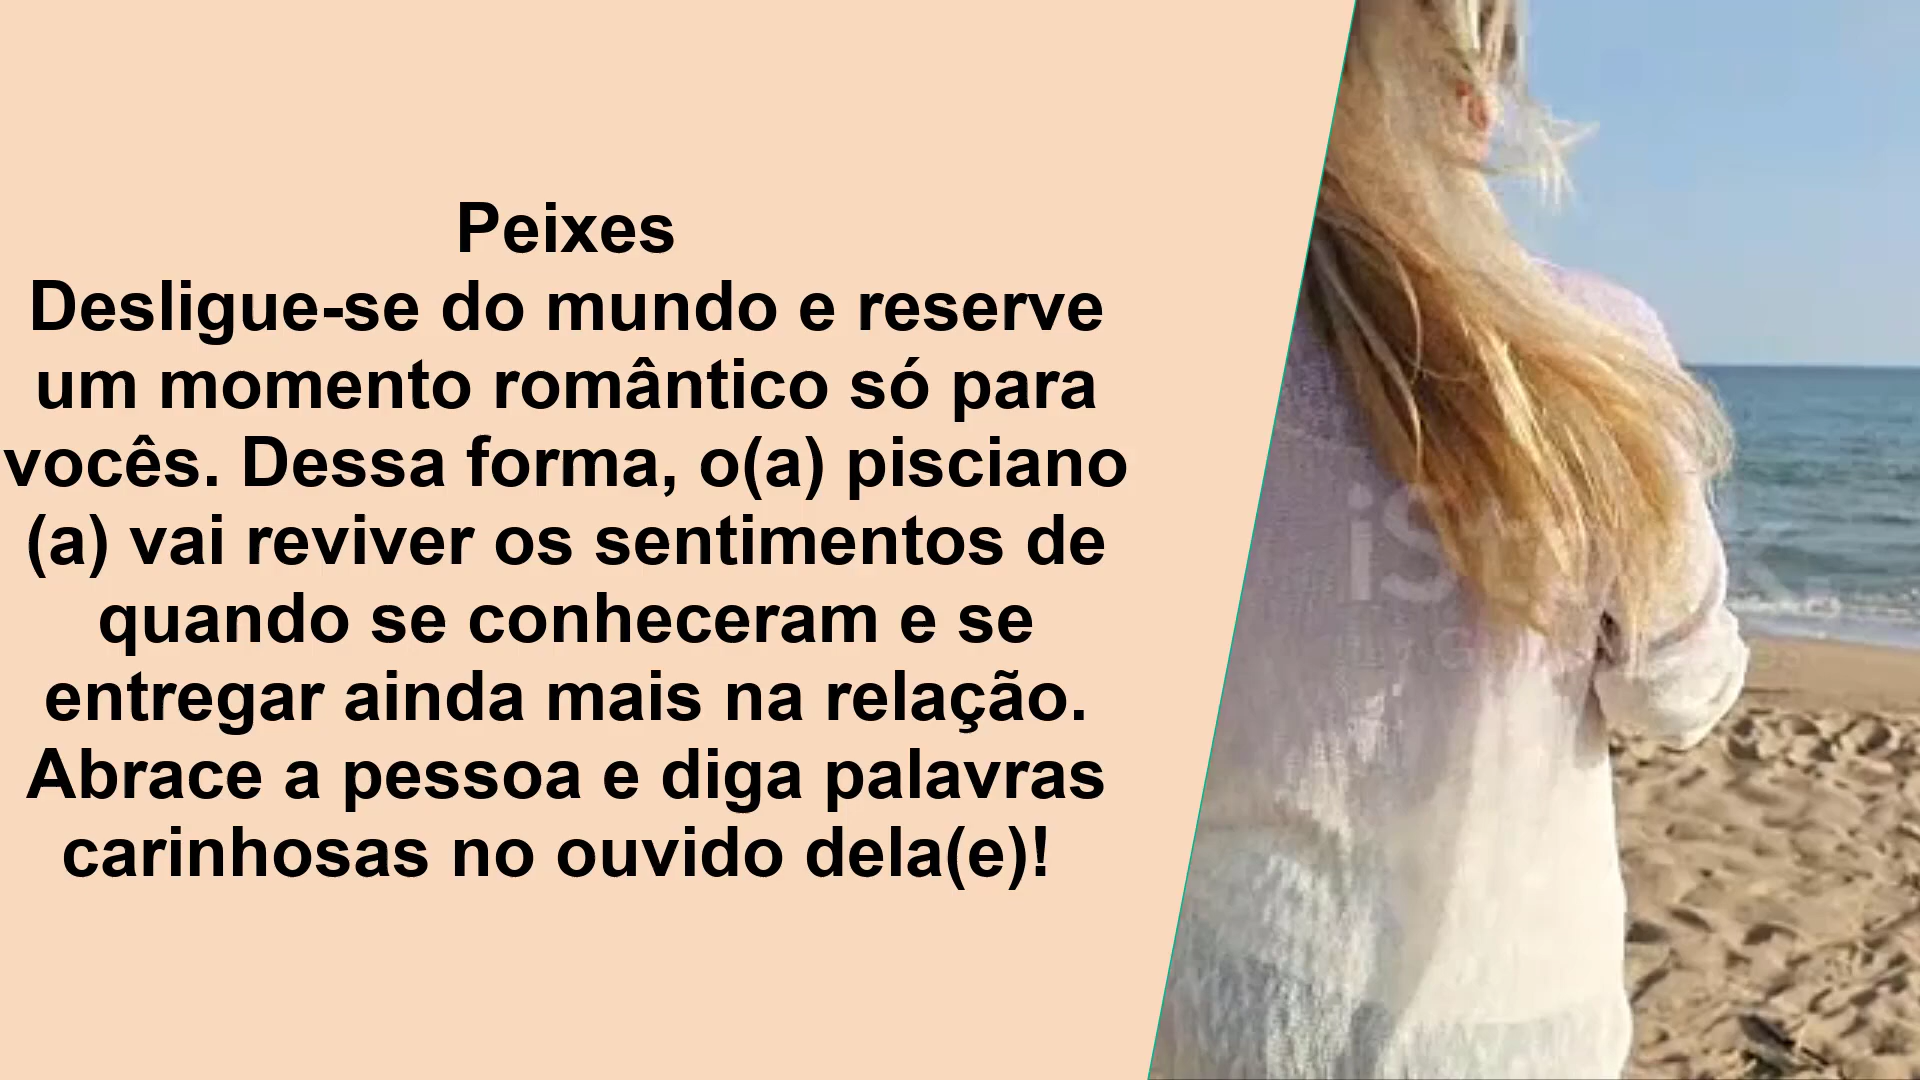 Peixes
Desligue-se do mundo e reserve
um momento romântico só para
vocês. Dessa forma, o(a) pisciano
(a) vai reviver os sentimentos de
quando se conheceram e se
entregar ainda mais na relação.
Abrace a pessoa e diga palavras
carinhosas no ouvido dela(e)!